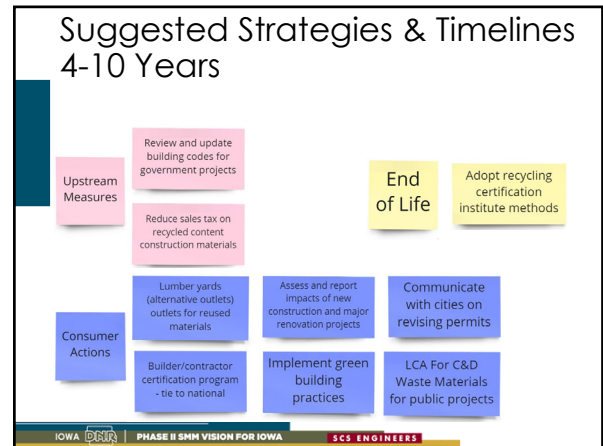 Suggested Strategies & Timelines
4-10 Years
Upstream
Measures
Review and update
building codes for
government projects
Reduce sales tax on
recycled content
construction materials
End
of Life
Adopt recycling
certification
institute methods
Consumer
Actions
Lumber yards
(alternative outlets)
outlets for reused
materials
Assess and report
impacts of new
construction and major
renovation projects
Communicate
with cities on
revising permits
Builder/contractor
certification program
- tie to national
Implement green
building
practices
LCA For C&D
Waste Materials
for public projects
IOWA DNR | PHASE II SMM VISION FOR IOWA SCS ENGINEERS